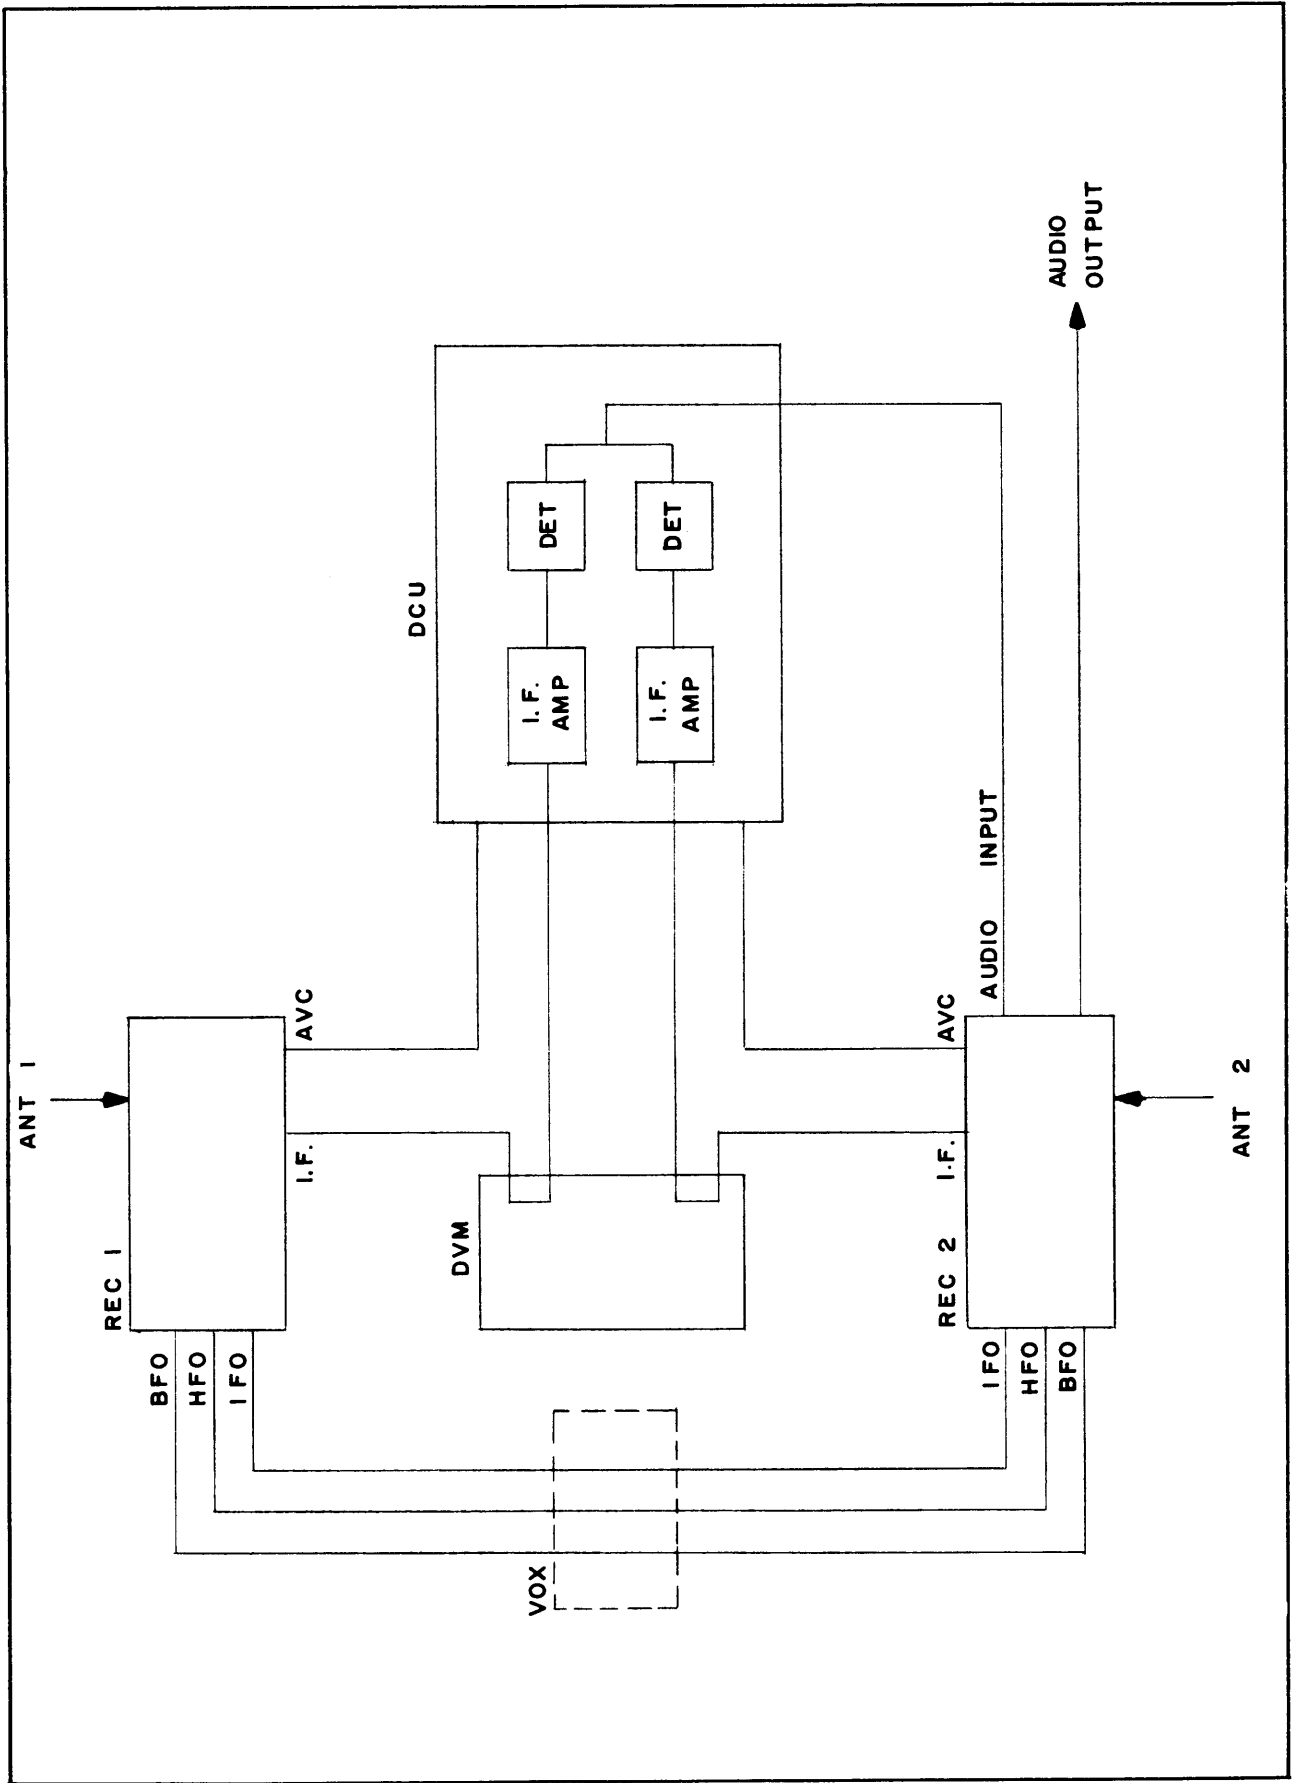 ANT 1
REC 1
BFO
HFO
IFO
I.F.
AVC
VOX
DVM
DCU
I.F.
AMP
DET
I.F.
AMP
DET
REC 2
I.F.
AVC
AUDIO INPUT
IFO
HFO
BFO
AUDIO
OUTPUT
ANT 2